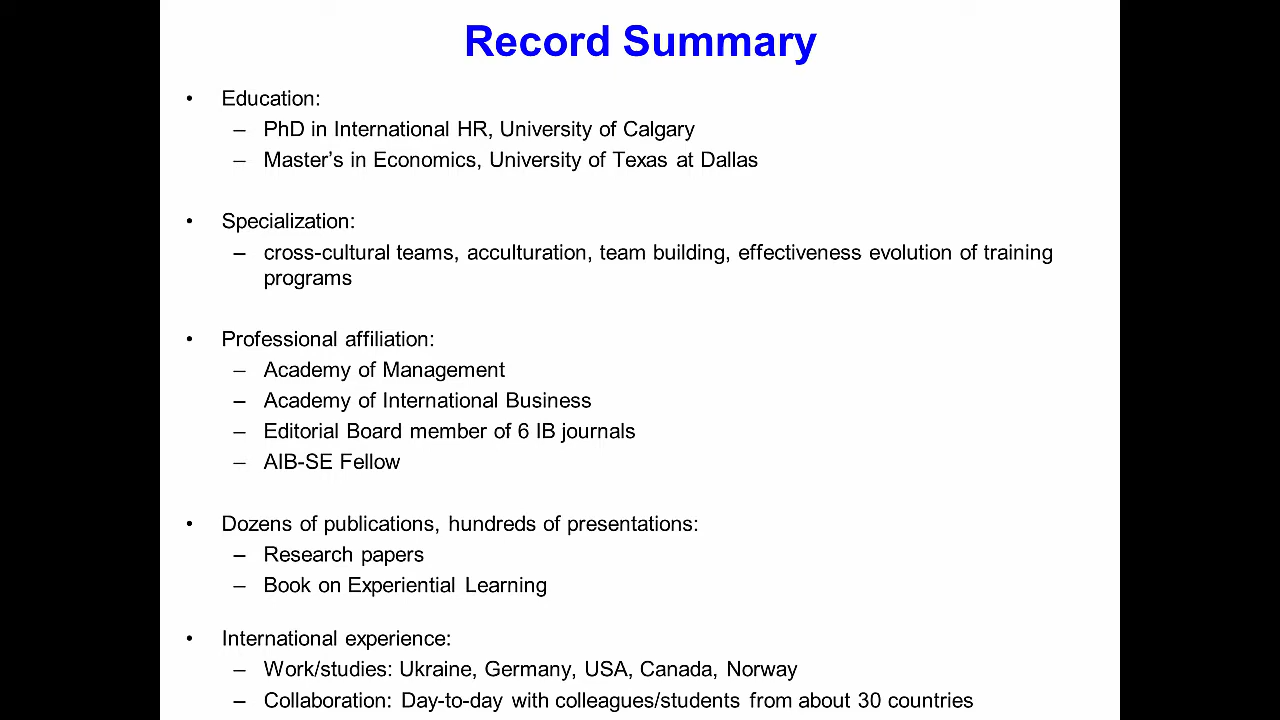 Record Summary
• Education:
– PhD in International HR, University of Calgary
– Master’s in Economics, University of Texas at Dallas
• Specialization:
– cross-cultural teams, acculturation, team building, effectiveness evolution of training
programs
• Professional affiliation:
– Academy of Management
– Academy of International Business
– Editorial Board member of 6 IB journals
– AIB-SE Fellow
• Dozens of publications, hundreds of presentations:
– Research papers
– Book on Experiential Learning
• International experience:
– Work/studies: Ukraine, Germany, USA, Canada, Norway
– Collaboration: Day-to-day with colleagues/students from about 30 countries